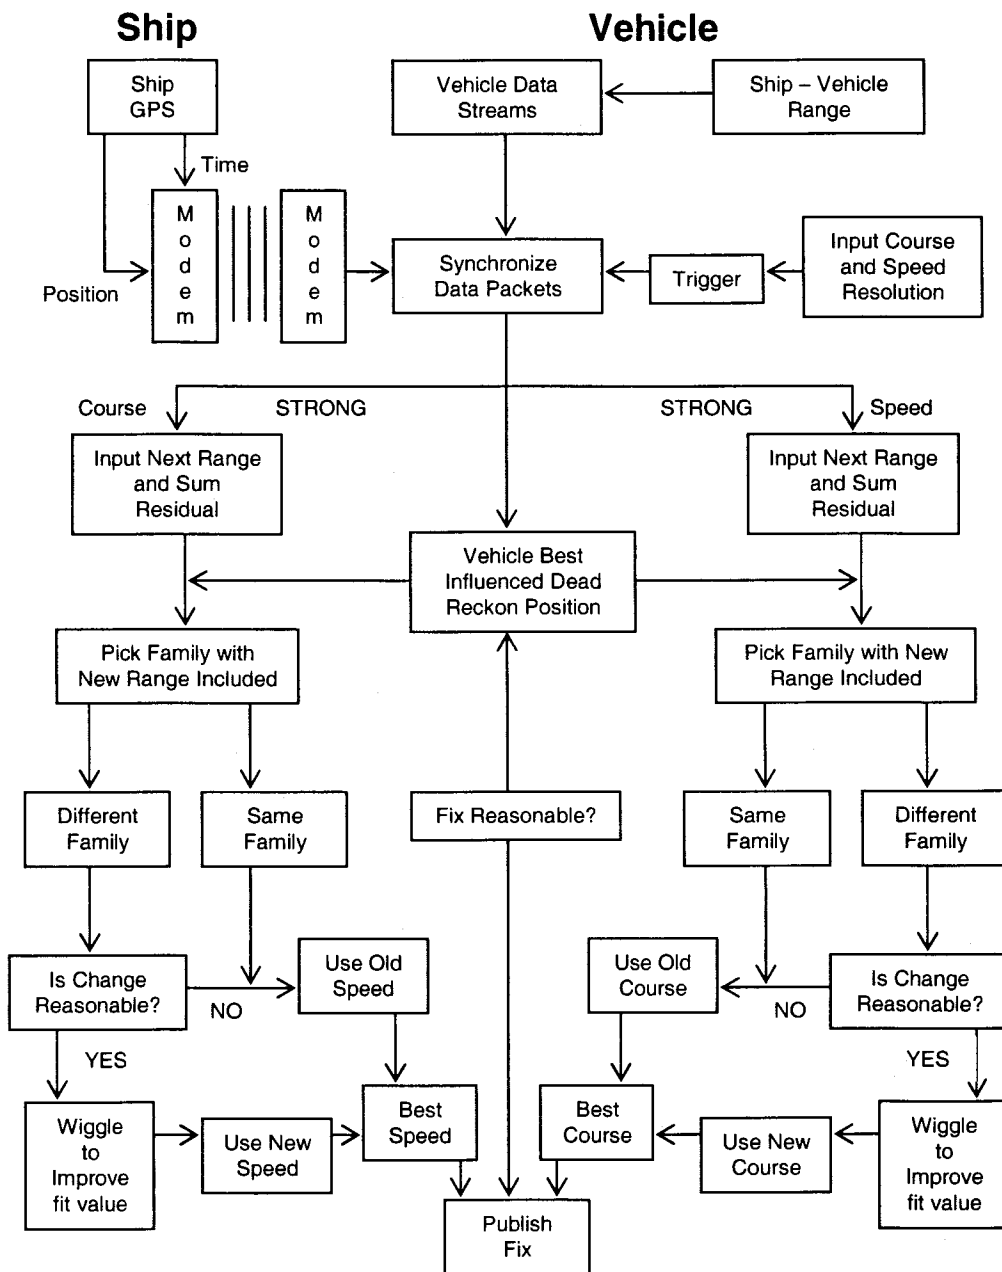 Ship
Vehicle
Ship
GPS
Vehicle Data
Streams
Ship – Vehicle
Range
Time
Position
M
o
d
e
m
M
o
d
e
m
Synchronize
Data Packets
Trigger
Input Course
and Speed
Resolution
Course
STRONG
STRONG
Speed
Input Next Range
and Sum
Residual
Input Next Range
and Sum
Residual
Vehicle Best
Influenced Dead
Reckon Position
Pick Family with
New Range Included
Pick Family with New
Range Included
Different
Family
Same
Family
Fix Reasonable?
Same
Family
Different
Family
Is Change
Reasonable?
NO
Use Old
Speed
Use Old
Course
NO
Is Change
Reasonable?
YES
YES
Wiggle
to
Improve
fit value
Use New
Speed
Best
Speed
Best
Course
Use New
Course
Wiggle
to
Improve
fit value
Publish
Fix